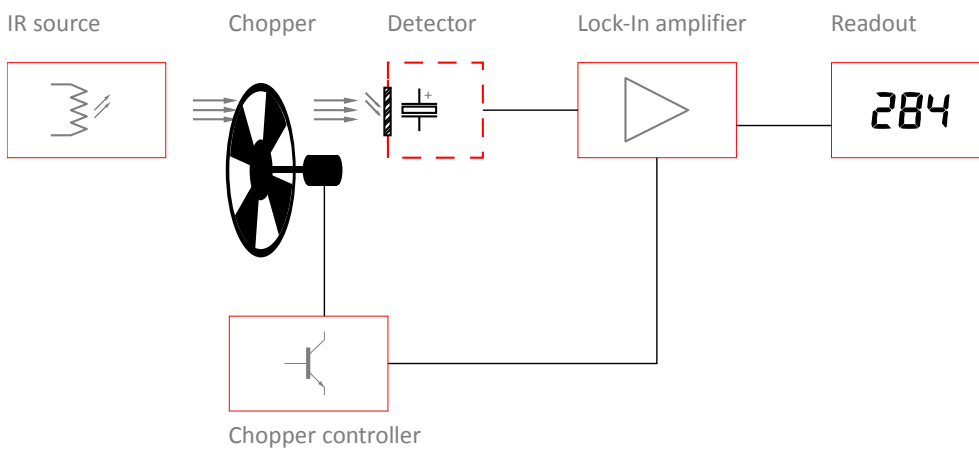 IR source
Chopper
Detector
Lock-In amplifier
Readout
+
284
Chopper controller